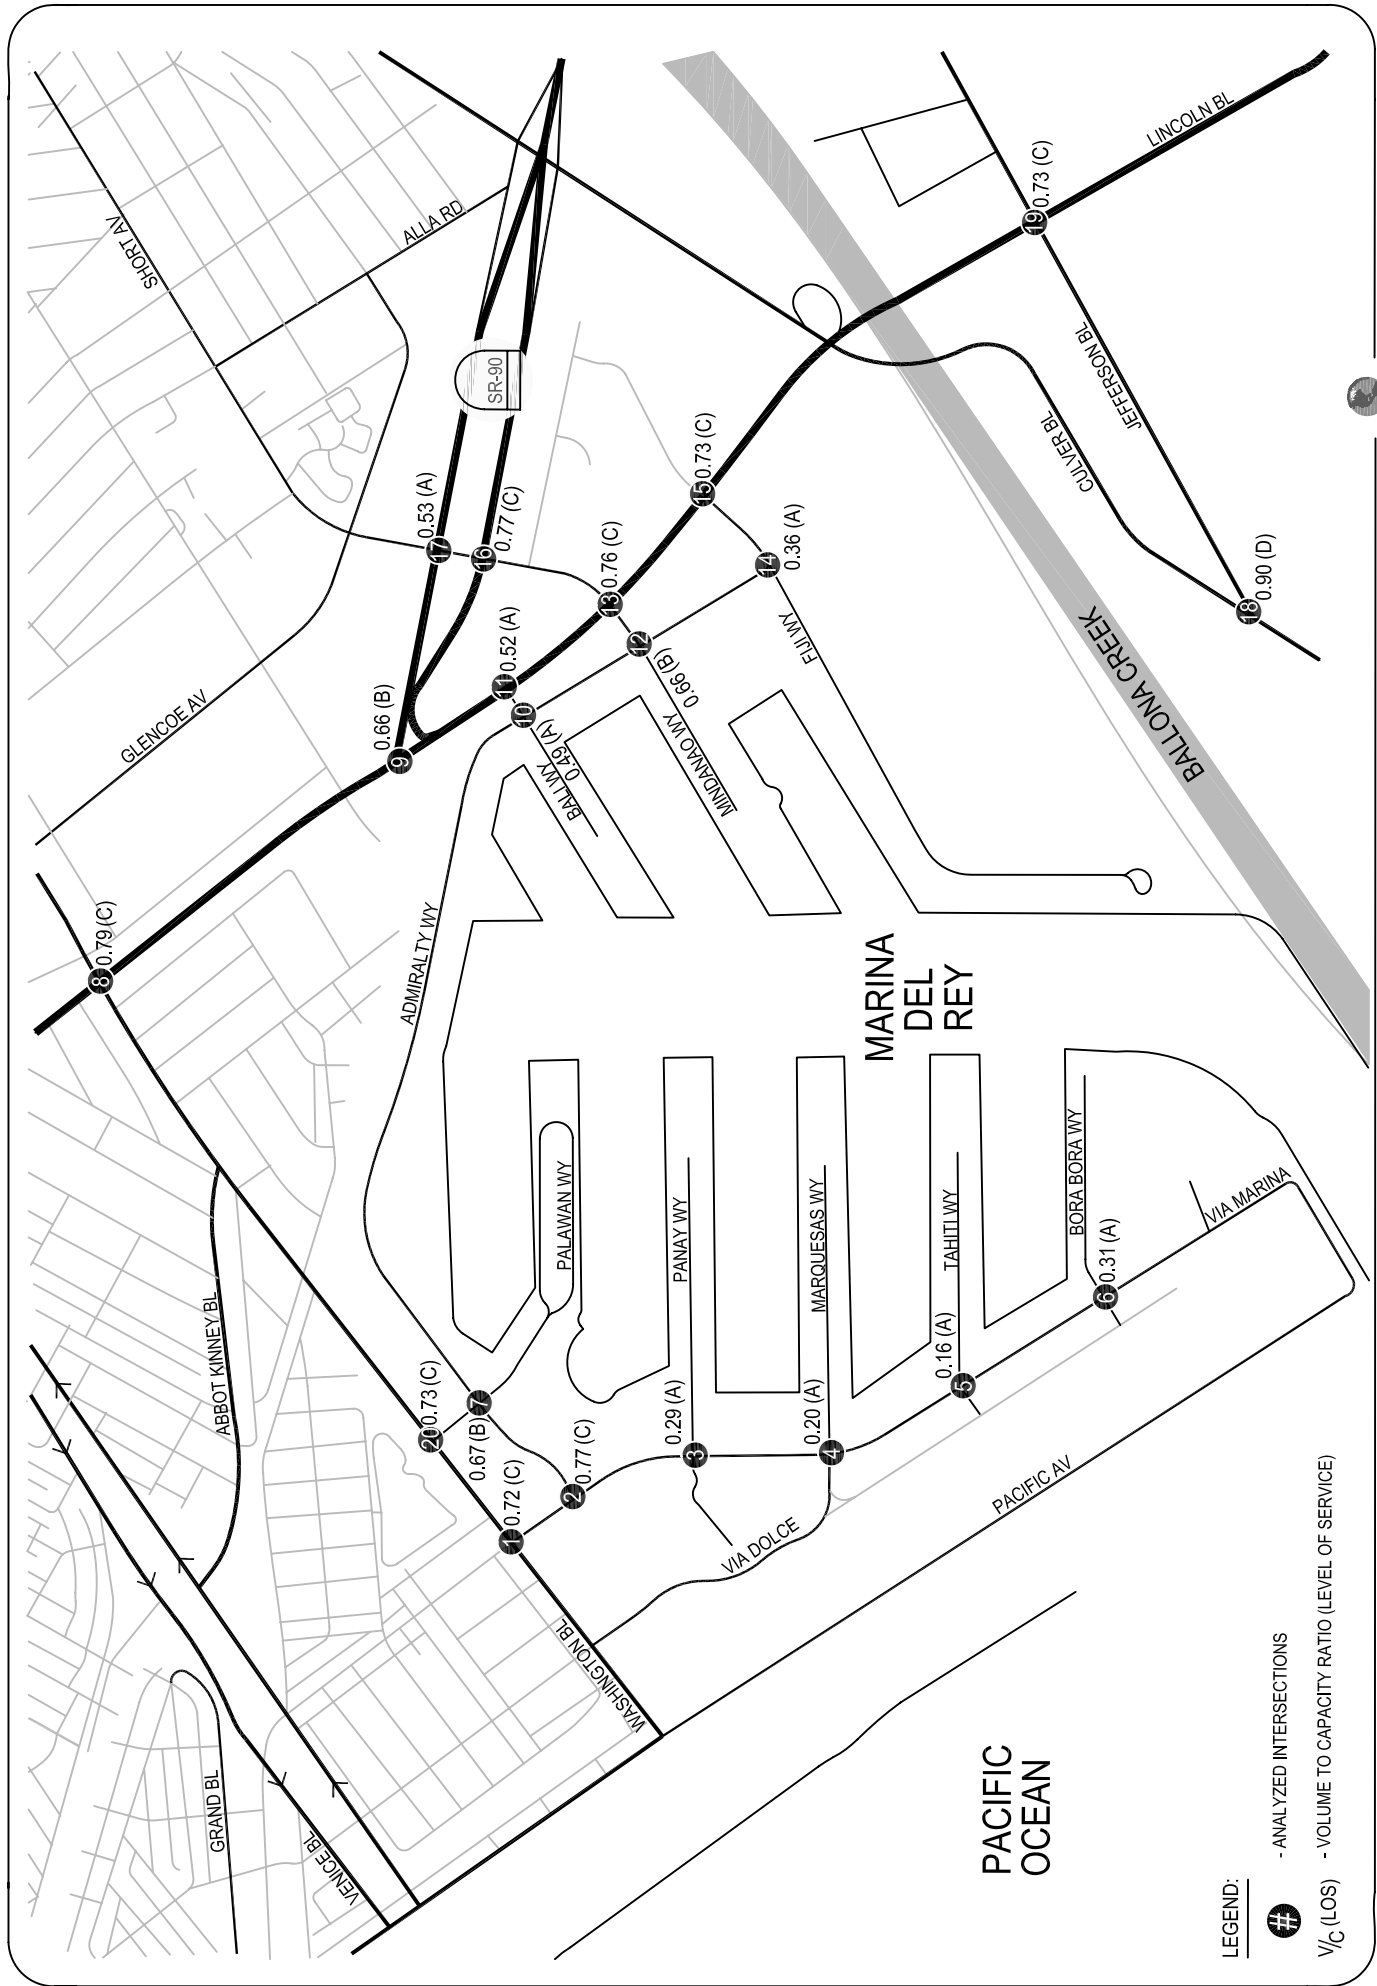 SHORT AV
ALLA RD
SR-90
LINCOLN BL
19 0.73 (C)
JEFFERSON BL
CULVER BL
17 0.53 (A)
16 0.77 (C)
15 0.73 (C)
13 0.76 (C)
14 0.36 (A)
18 0.90 (D)
GLENCOE AV
11 0.52 (A)
12 0.66 (B)
FIJI WY
9 0.66 (B)
10 0.49 (A)
BALI WY
MINDANAO WY
BALLONA CREEK
8 0.79 (C)
ADMIRALTY WY
MARINA
DEL
REY
PALAWAN WY
PANAY WY
MARQUESAS WY
TAHITI WY
BORA BORA WY
VIA MARINA
ABBOT KINNEY BL
20 0.73 (C)
7 0.67 (B)
1 0.72 (C)
2 0.77 (C)
3 0.29 (A)
4 0.20 (A)
5 0.16 (A)
6 0.31 (A)
VIA DOLCE
PACIFIC AV
WASHINGTON BL
GRAND BL
VENICE BL
PACIFIC
OCEAN
LEGEND:
# - ANALYZED INTERSECTIONS
V/C (LOS) - VOLUME TO CAPACITY RATIO (LEVEL OF SERVICE)